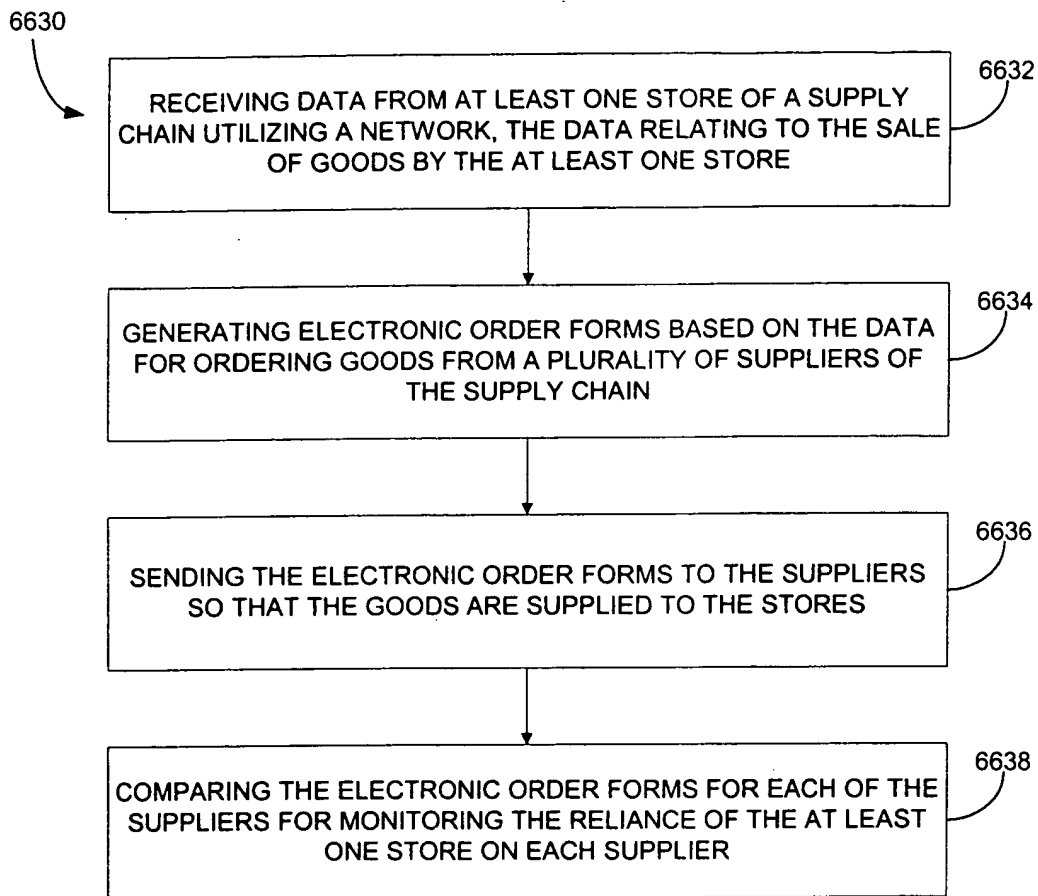 6630
6632
RECEIVING DATA FROM AT LEAST ONE STORE OF A SUPPLY
CHAIN UTILIZING A NETWORK, THE DATA RELATING TO THE SALE
OF GOODS BY THE AT LEAST ONE STORE
6634
GENERATING ELECTRONIC ORDER FORMS BASED ON THE DATA
FOR ORDERING GOODS FROM A PLURALITY OF SUPPLIERS OF
THE SUPPLY CHAIN
6636
SENDING THE ELECTRONIC ORDER FORMS TO THE SUPPLIERS
SO THAT THE GOODS ARE SUPPLIED TO THE STORES
6638
COMPARING THE ELECTRONIC ORDER FORMS FOR EACH OF THE
SUPPLIERS FOR MONITORING THE RELIANCE OF THE AT LEAST
ONE STORE ON EACH SUPPLIER